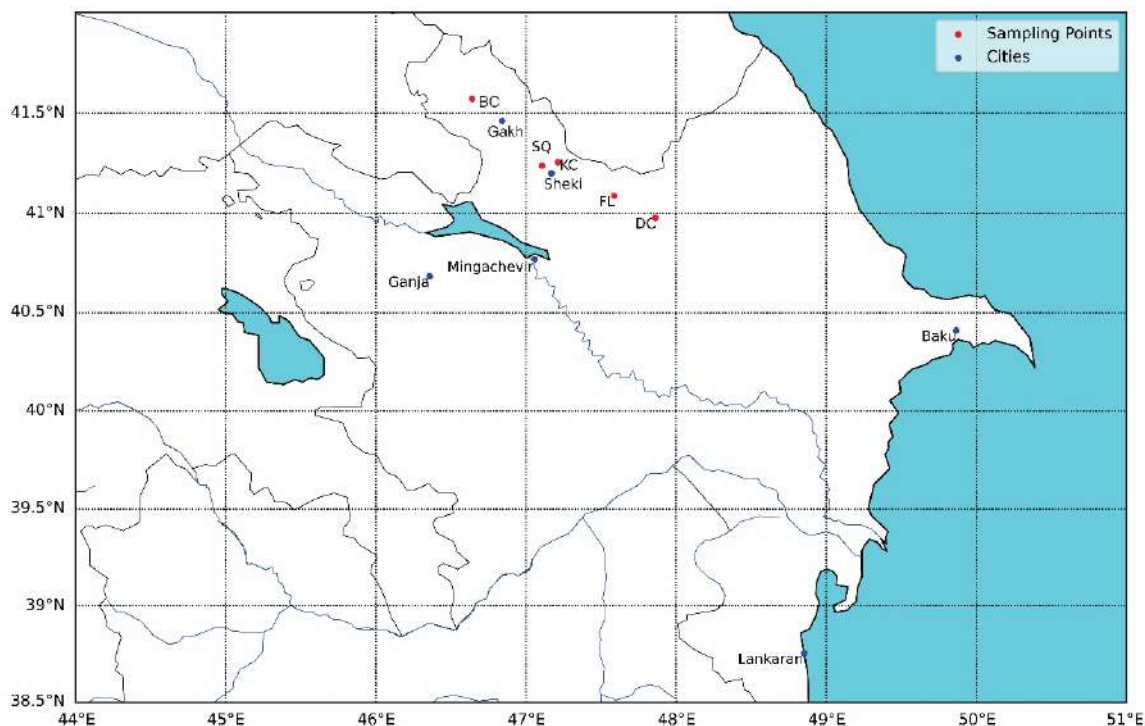 Sampling Points
Cities
41.5°N
BC
Gakh
SQ
KC
Sheki
FL
41°N
DC
Mingachevir
Ganja
40.5°N
Baku
40°N
39.5°N
39°N
Lankaran
38.5°N
44°E
45°E
46°E
47°E
48°E
49°E
50°E
51°E